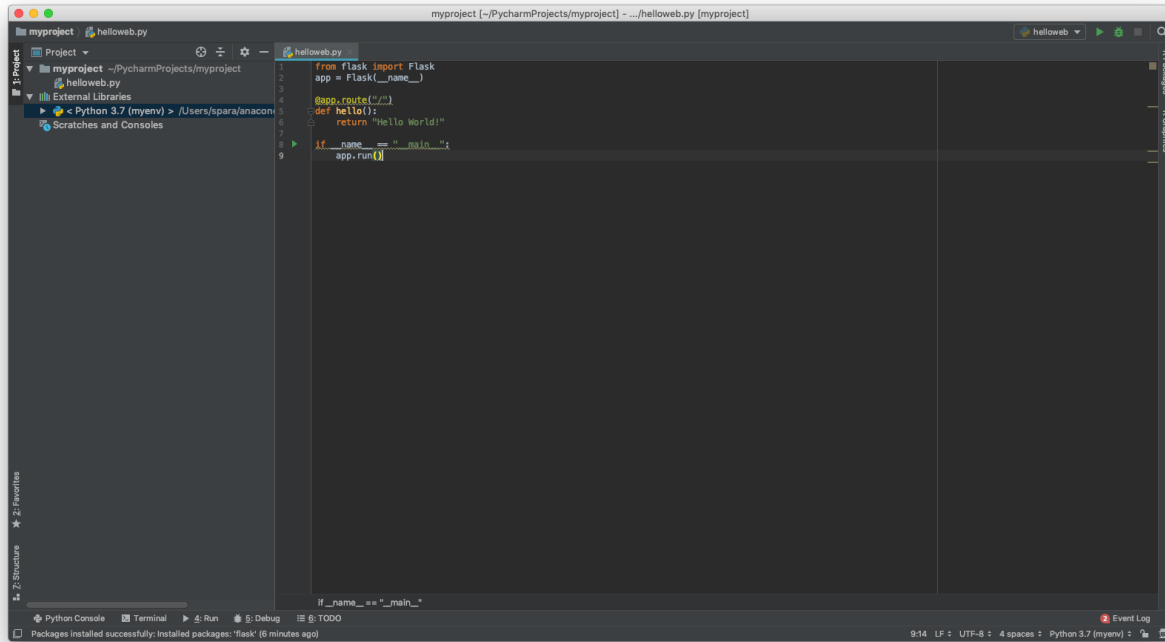 myproject [~/PycharmProjects/myproject] - .../helloweb.py [myproject]
myproject helloweb.py
helloweb
1: Project
Project
helloweb.py
myproject ~/PycharmProjects/myproject
helloweb.py
External Libraries
< Python 3.7 (myenv) > /Users/spara/anacon
Scratches and Consoles
1 from flask import Flask
2 app = Flask(__name__)
3
4 @app.route("/")
5 def hello():
6 return "Hello World!"
7
8 if __name__ == "__main__":
9 app.run()
2: Favorites
7: Structure
if __name__ == "__main__"
Python Console Terminal 4: Run 5: Debug 6: TODO
2 Event Log
Packages installed successfully: Installed packages: 'flask' (6 minutes ago)
9:14 LF UTF-8 4 spaces Python 3.7 (myenv)